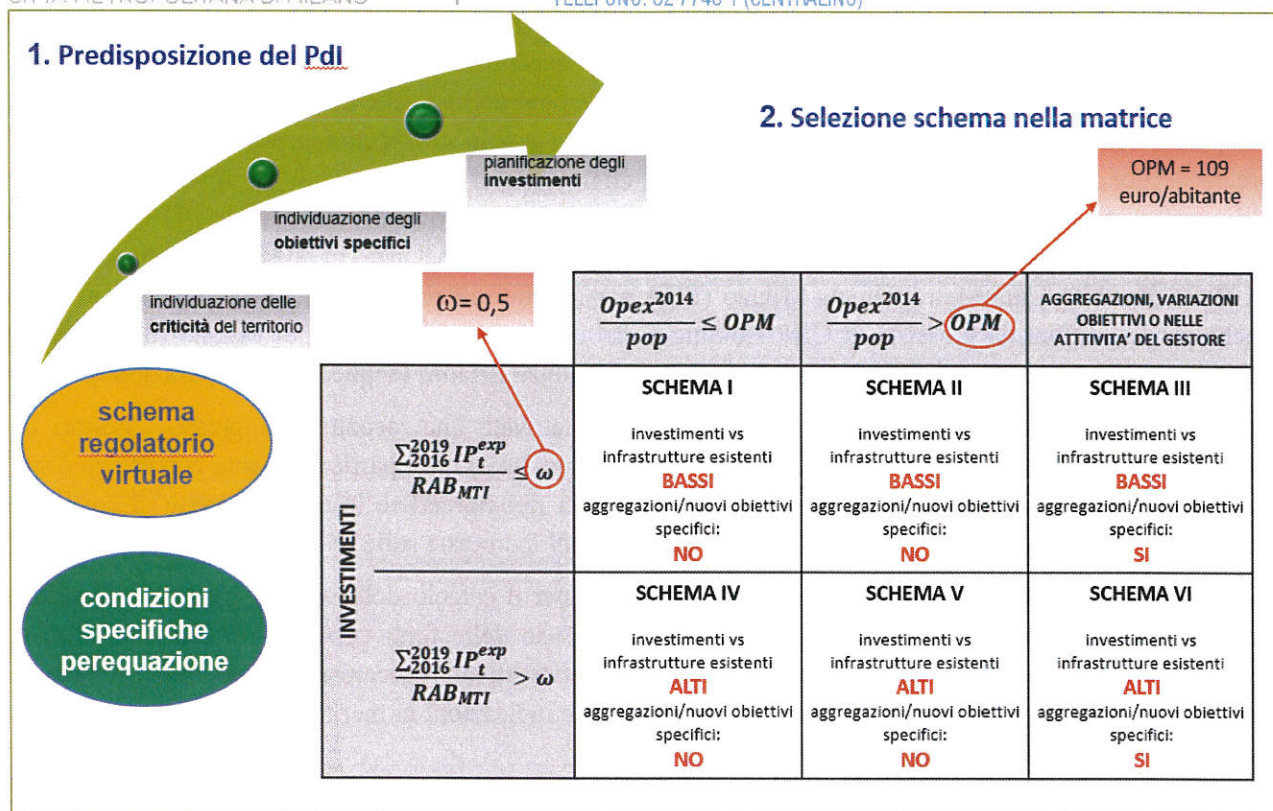 CITTÀ METROPOLITANA DI MILANO
TELEFONO: 02 7740 1 (CENTRALINO)
1. Predisposizione del PdI
2. Selezione schema nella matrice
pianificazione degli
investimenti
individuazione degli
obiettivi specifici
individuazione delle
criticità del territorio
OPM = 109
euro/abitante
ω= 0,5
schema
regolatorio
virtuale
condizioni
specifiche
perequazione
Opex^2014/pop ≤ OPM
Opex^2014/pop > OPM
AGGREGAZIONI, VARIAZIONI
OBIETTIVI O NELLE
ATTTIVITA' DEL GESTORE
INVESTIMENTI
∑_2016^2019 IP_t^exp / RAB_MTI ≤ ω
SCHEMA I
investimenti vs
infrastrutture esistenti
BASSI
aggregazioni/nuovi obiettivi
specifici:
NO
SCHEMA II
investimenti vs
infrastrutture esistenti
BASSI
aggregazioni/nuovi obiettivi
specifici:
NO
SCHEMA III
investimenti vs
infrastrutture esistenti
BASSI
aggregazioni/nuovi obiettivi
specifici:
SI
∑_2016^2019 IP_t^exp / RAB_MTI > ω
SCHEMA IV
investimenti vs
infrastrutture esistenti
ALTI
aggregazioni/nuovi obiettivi
specifici:
NO
SCHEMA V
investimenti vs
infrastrutture esistenti
ALTI
aggregazioni/nuovi obiettivi
specifici:
NO
SCHEMA VI
investimenti vs
infrastrutture esistenti
ALTI
aggregazioni/nuovi obiettivi
specifici:
SI